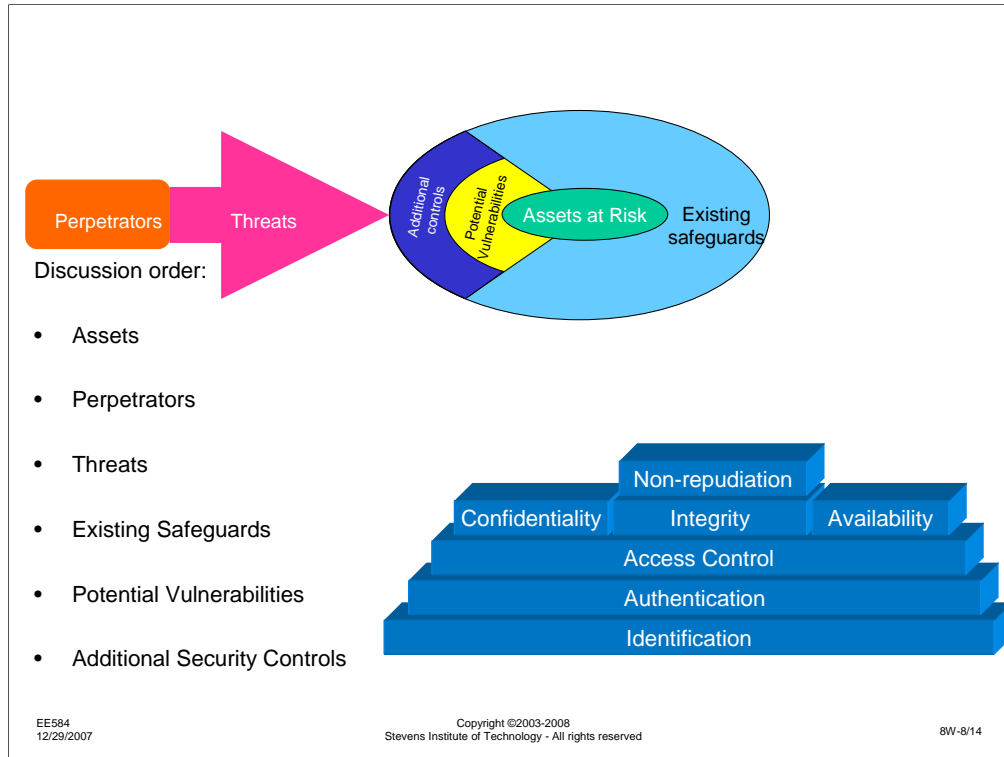 Perpetrators
Threats
Additional
controls
Potential
Vulnerabilities
Assets at Risk
Existing
safeguards
Discussion order:
• Assets
• Perpetrators
• Threats
• Existing Safeguards
• Potential Vulnerabilities
• Additional Security Controls
Non-repudiation
Confidentiality
Integrity
Availability
Access Control
Authentication
Identification
EE584
12/29/2007
Copyright ©2003-2008
Stevens Institute of Technology - All rights reserved
8W-8/14